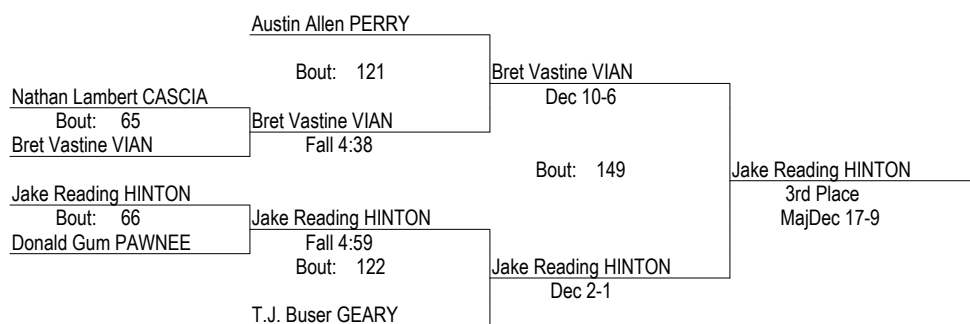 Austin Allen PERRY
Bout: 121
Bret Vastine VIAN
Dec 10-6
Nathan Lambert CASCIA
Bout: 65
Bret Vastine VIAN
Fall 4:38
Bret Vastine VIAN
Bout: 149
Jake Reading HINTON
3rd Place
MajDec 17-9
Jake Reading HINTON
Bout: 66
Jake Reading HINTON
Fall 4:59
Donald Gum PAWNEE
Bout: 122
Jake Reading HINTON
Dec 2-1
T.J. Buser GEARY